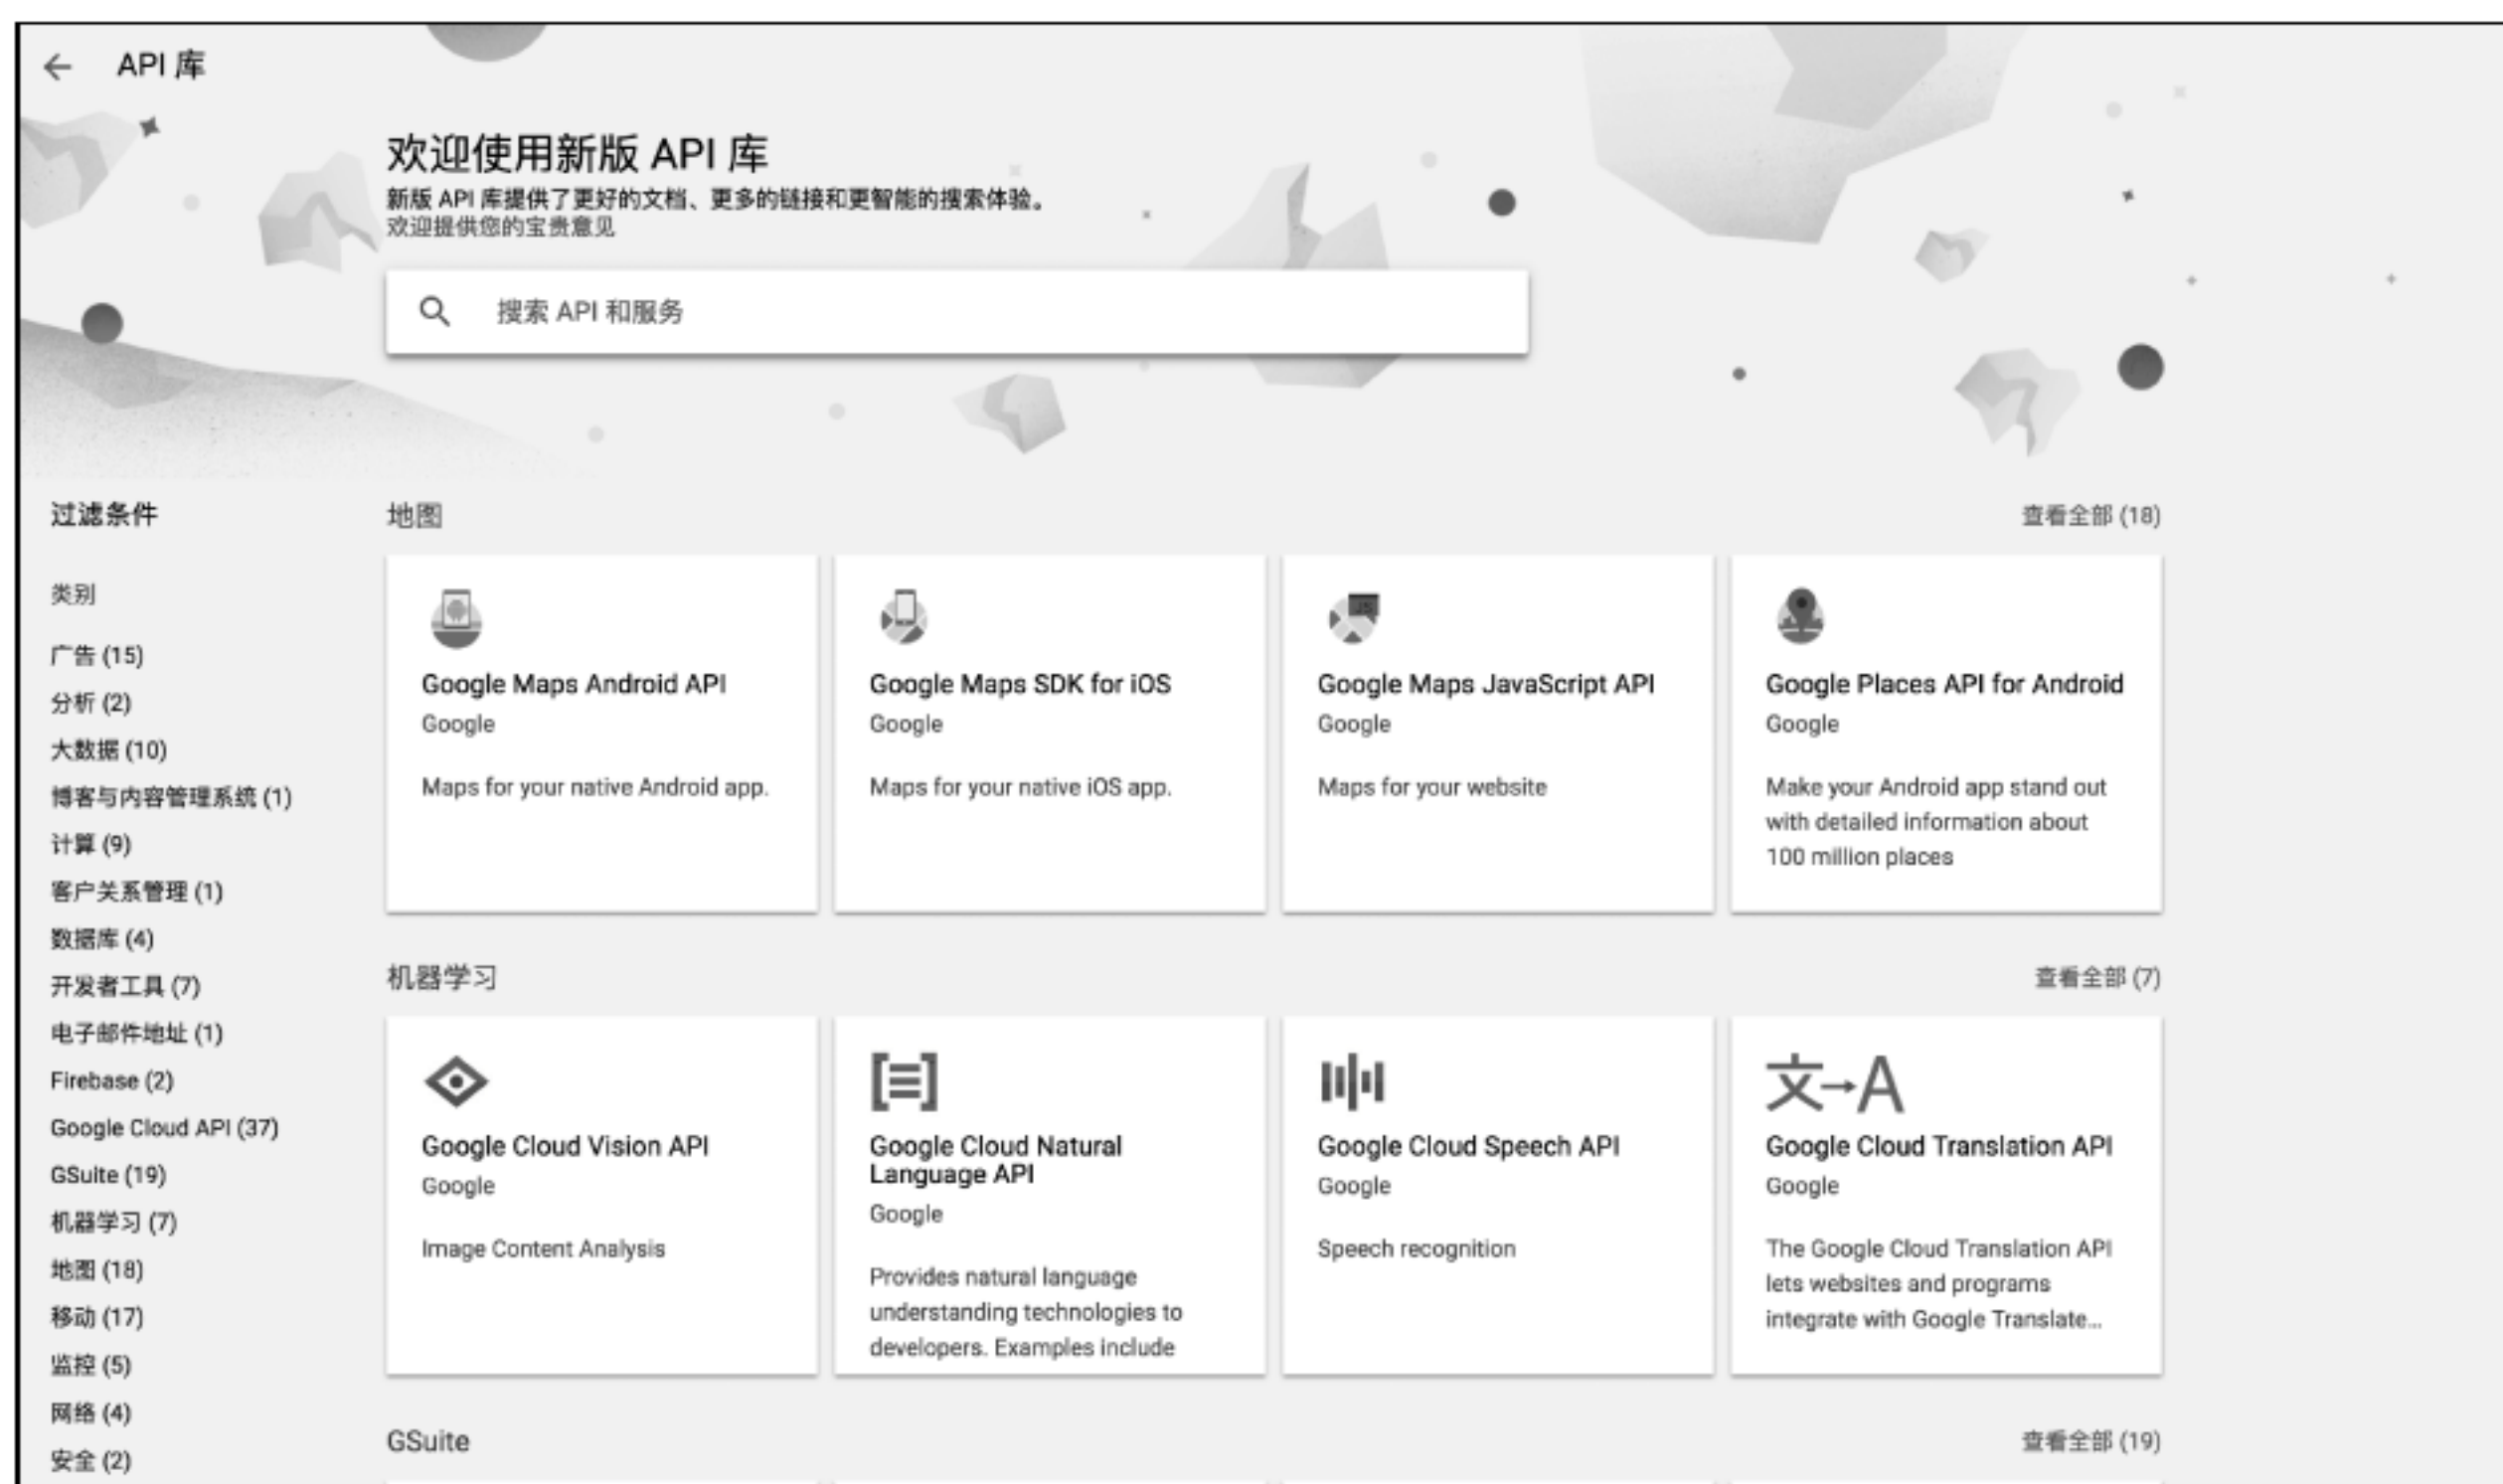 API 库
欢迎使用新版 API 库
新版 API 库提供了更好的文档、更多的链接和更智能的搜索体验。
欢迎提供您的宝贵意见
搜索 API 和服务
过滤条件
类别
广告 (15)
分析 (2)
大数据 (10)
博客与内容管理系统 (1)
计算 (9)
客户关系管理 (1)
数据库 (4)
开发者工具 (7)
电子邮件地址 (1)
Firebase (2)
Google Cloud API (37)
GSuite (19)
机器学习 (7)
地图 (18)
移动 (17)
监控 (5)
网络 (4)
安全 (2)
地图
查看全部 (18)
Google Maps Android API
Google
Maps for your native Android app.
Google Maps SDK for iOS
Google
Maps for your native iOS app.
JS
Google Maps JavaScript API
Google
Maps for your website
Google Places API for Android
Google
Make your Android app stand out
with detailed information about
100 million places
机器学习
查看全部 (7)
Google Cloud Vision API
Google
Image Content Analysis
Google Cloud Natural
Language API
Google
Provides natural language
understanding technologies to
developers. Examples include
Google Cloud Speech API
Google
Speech recognition
文→A
Google Cloud Translation API
Google
The Google Cloud Translation API
lets websites and programs
integrate with Google Translate...
GSuite
查看全部 (19)